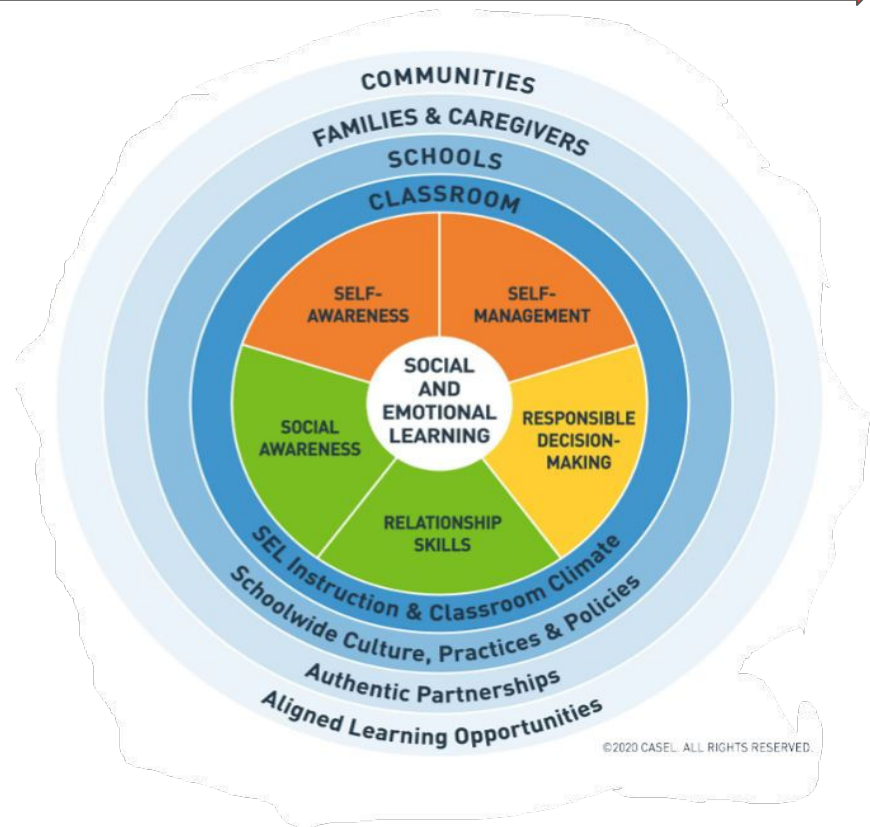 COMMUNITIES
FAMILIES & CAREGIVERS
SCHOOLS
CLASSROOM
SELF-
AWARENESS
SELF-
MANAGEMENT
SOCIAL
AND
EMOTIONAL
LEARNING
SOCIAL
AWARENESS
RESPONSIBLE
DECISION-
MAKING
RELATIONSHIP
SKILLS
SEL Instruction & Classroom Climate
Schoolwide Culture, Practices & Policies
Authentic Partnerships
Aligned Learning Opportunities
©2020 CASEL. ALL RIGHTS RESERVED.